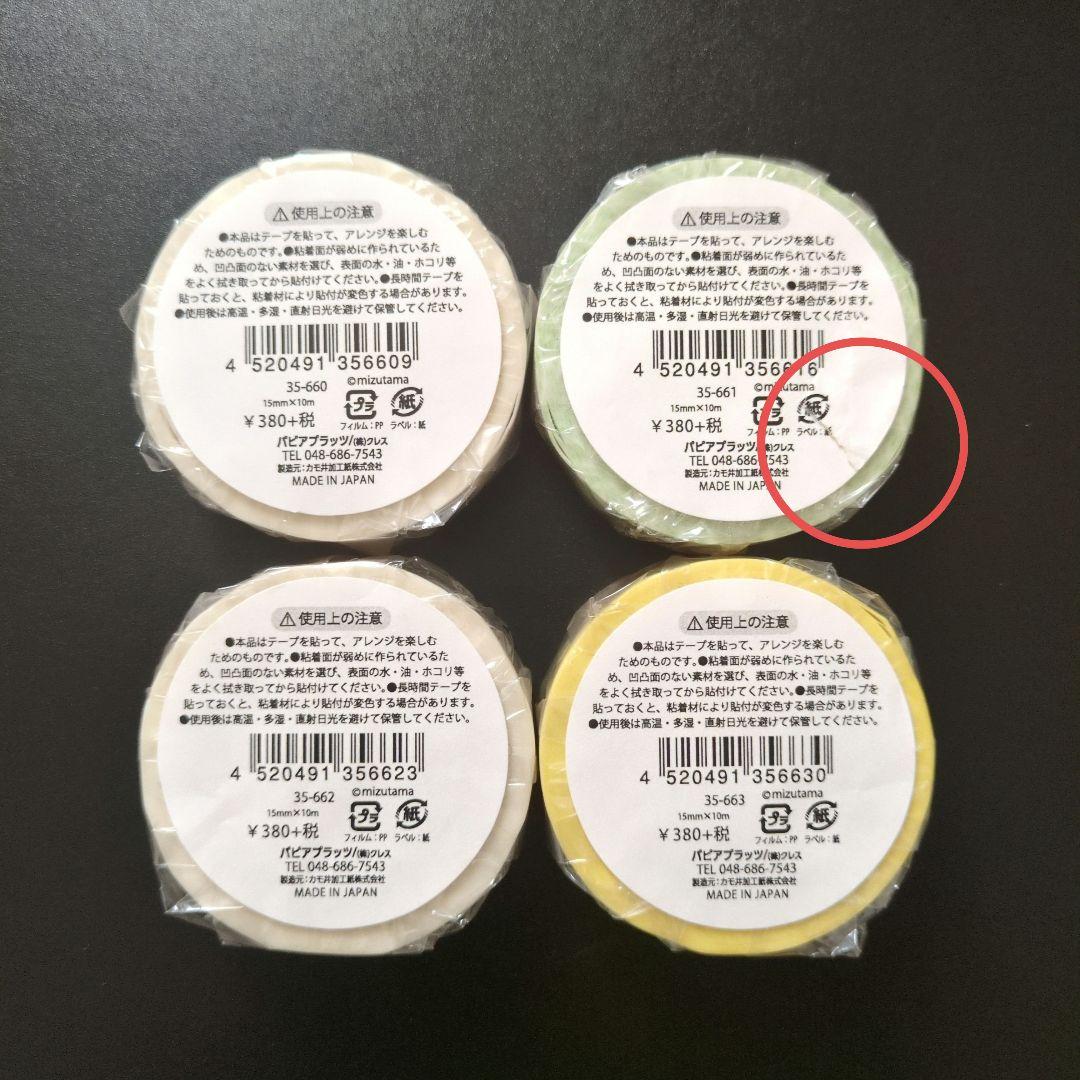 ⚠使用上の注意
●本品はテープを貼って、アレンジを楽しむ
ためのものです。●粘着面が弱めに作られているた
め、凹凸面のない素材を選び、表面の水・油・ホコリ等
をよく拭き取ってから貼付けてください。●長時間テープを
貼っておくと、粘着材により貼付が変色する場合があります。
●使用後は高温・多湿・直射日光を避けて保管してください。
4 520491 356609
©mizutama
35-660
15mm×10m
¥380+税
プラ
紙
フィルム：PP ラベル：紙
パピアプラッツ/(株)クレス
TEL 048-686-7543
製造元：カモ井加工紙株式会社
MADE IN JAPAN
⚠使用上の注意
●本品はテープを貼って、アレンジを楽しむ
ためのものです。●粘着面が弱めに作られているた
め、凹凸面のない素材を選び、表面の水・油・ホコリ等
をよく拭き取ってから貼付けてください。●長時間テープを
貼っておくと、粘着材により貼付が変色する場合があります。
●使用後は高温・多湿・直射日光を避けて保管してください。
4 520491 356616
©mizutama
35-661
15mm×10m
¥380+税
プラ
紙
フィルム：PP ラベル：紙
パピアプラッツ/(株)クレス
TEL 048-686-7543
製造元：カモ井加工紙株式会社
MADE IN JAPAN
⚠使用上の注意
●本品はテープを貼って、アレンジを楽しむ
ためのものです。●粘着面が弱めに作られているた
め、凹凸面のない素材を選び、表面の水・油・ホコリ等
をよく拭き取ってから貼付けてください。●長時間テープを
貼っておくと、粘着材により貼付が変色する場合があります。
●使用後は高温・多湿・直射日光を避けて保管してください。
4 520491 356623
©mizutama
35-662
15mm×10m
¥380+税
プラ
紙
フィルム：PP ラベル：紙
パピアプラッツ/(株)クレス
TEL 048-686-7543
製造元：カモ井加工紙株式会社
MADE IN JAPAN
⚠使用上の注意
●本品はテープを貼って、アレンジを楽しむ
ためのものです。●粘着面が弱めに作られているた
め、凹凸面のない素材を選び、表面の水・油・ホコリ等
をよく拭き取ってから貼付けてください。●長時間テープを
貼っておくと、粘着材により貼付が変色する場合があります。
●使用後は高温・多湿・直射日光を避けて保管してください。
4 520491 356630
©mizutama
35-663
15mm×10m
¥380+税
プラ
紙
フィルム：PP ラベル：紙
パピアプラッツ/(株)クレス
TEL 048-686-7543
製造元：カモ井加工紙株式会社
MADE IN JAPAN